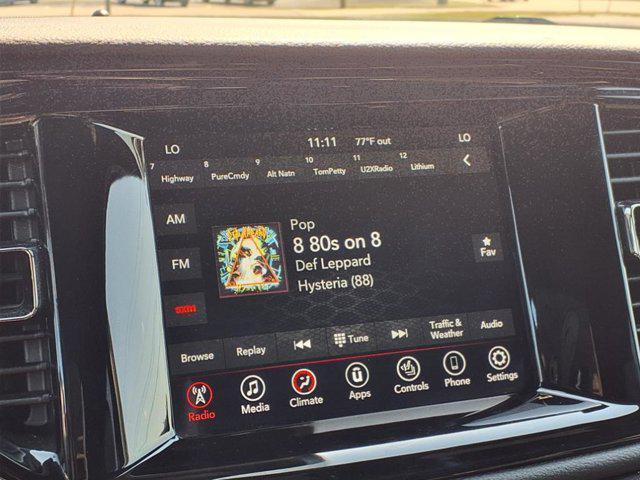 LO 11:11 77°F out LO
7 Highway 8 PureCmdy 9 Alt Natn 10 TomPetty 11 U2XRadio 12 Lithium
AM
Pop
8 80s on 8
Fav
FM
Def Leppard
Hysteria (88)
sxm
Browse Replay Tune Traffic & Weather Audio
Radio Media Climate Apps Controls Phone Settings